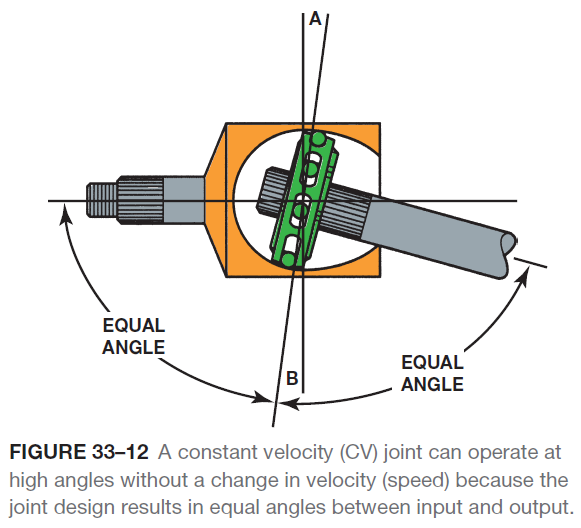 A
EQUAL
ANGLE
B
EQUAL
ANGLE
FIGURE 33–12 A constant velocity (CV) joint can operate at
high angles without a change in velocity (speed) because the
joint design results in equal angles between input and output.